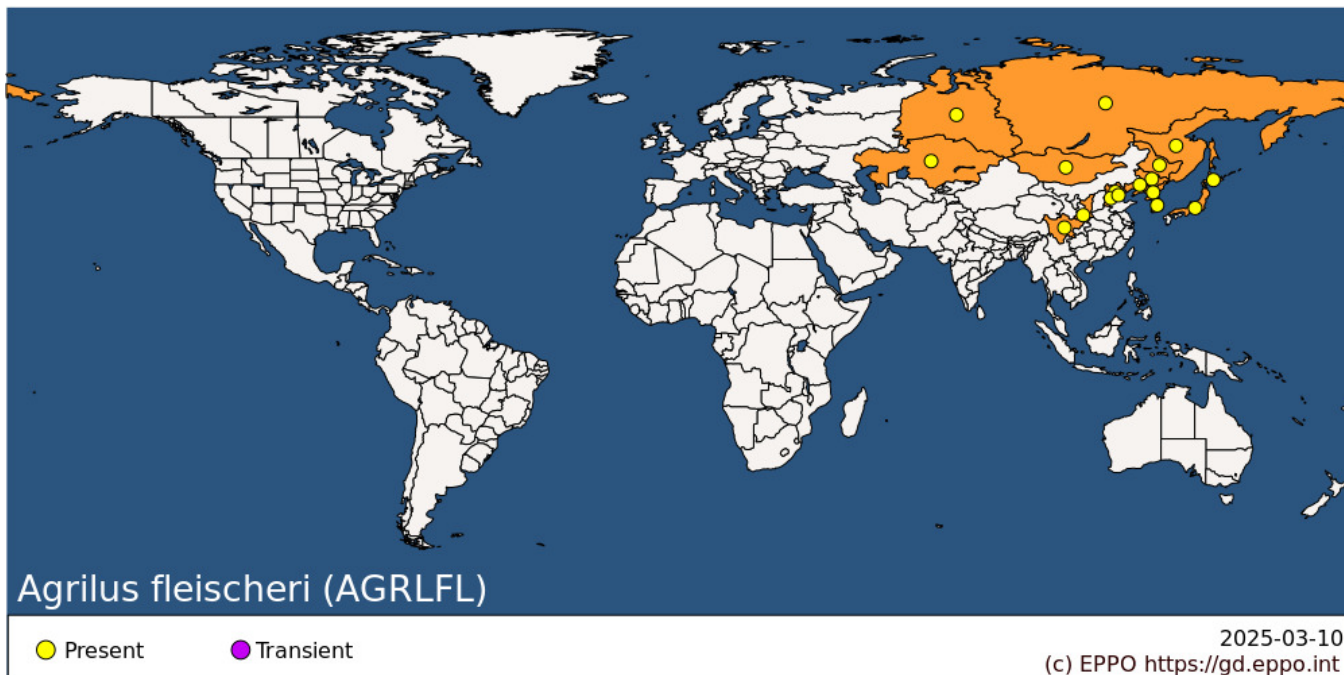 Agrilus fleischeri (AGRLFL)
Present
Transient
2025-03-10
(c) EPPO https://gd.eppo.int